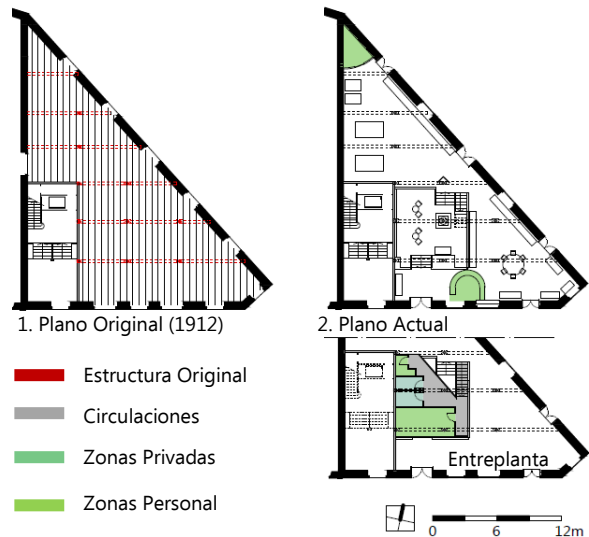 1. Plano Original (1912)
2. Plano Actual
Estructura Original
Circulaciones
Zonas Privadas
Zonas Personal
Entreplanta
0 6 12m